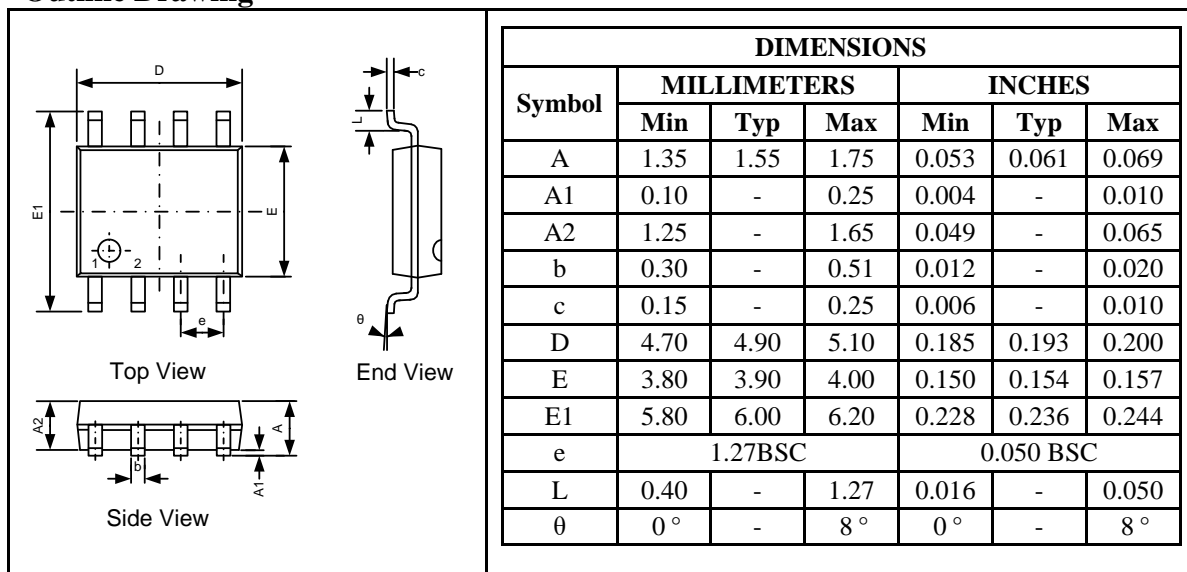 D
c
L
E1
E
1 2
e
θ
Top View
End View
A2
A
b
A1
Side View
DIMENSIONS
Symbol MILLIMETERS INCHES
Min Typ Max Min Typ Max
A 1.35 1.55 1.75 0.053 0.061 0.069
A1 0.10 - 0.25 0.004 - 0.010
A2 1.25 - 1.65 0.049 - 0.065
b 0.30 - 0.51 0.012 - 0.020
c 0.15 - 0.25 0.006 - 0.010
D 4.70 4.90 5.10 0.185 0.193 0.200
E 3.80 3.90 4.00 0.150 0.154 0.157
E1 5.80 6.00 6.20 0.228 0.236 0.244
e 1.27BSC 0.050 BSC
L 0.40 - 1.27 0.016 - 0.050
θ 0 ° - 8 ° 0 ° - 8 °